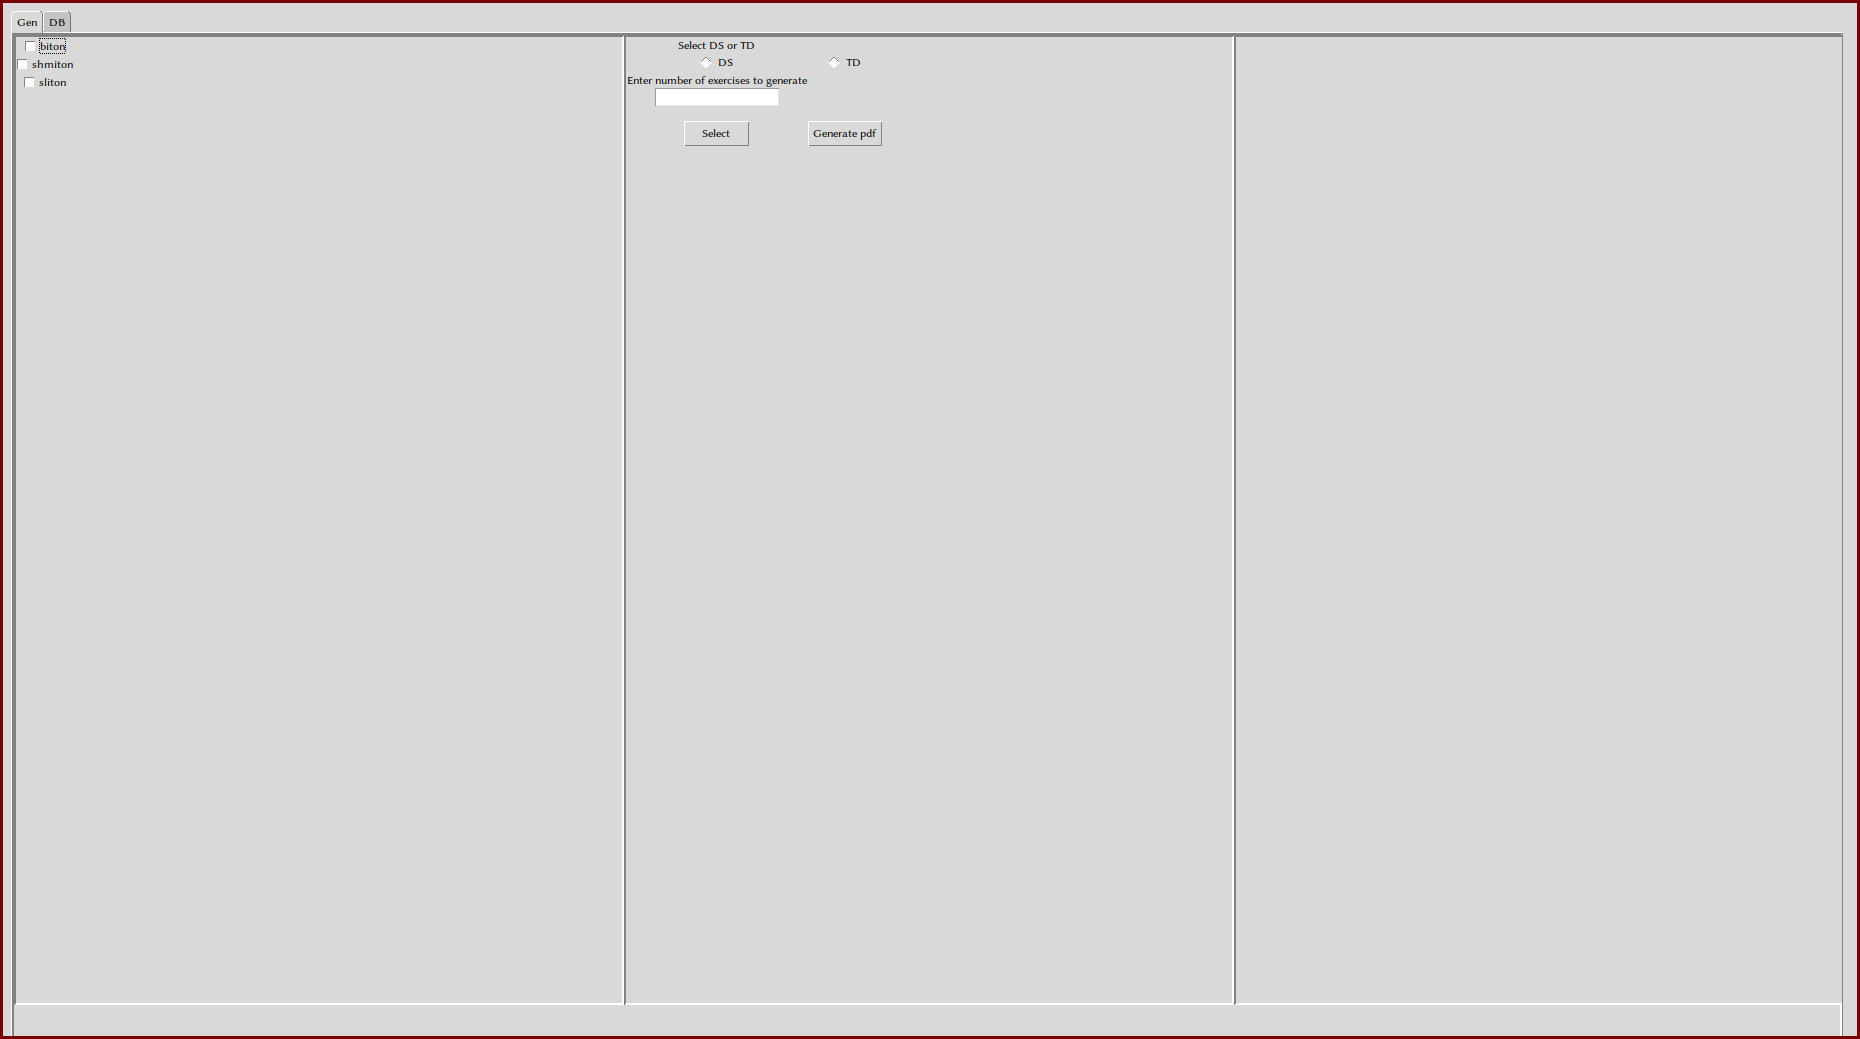 Gen DB
biton
shmiton
sliton
Select DS or TD
DS TD
Enter number of exercises to generate
Select Generate pdf